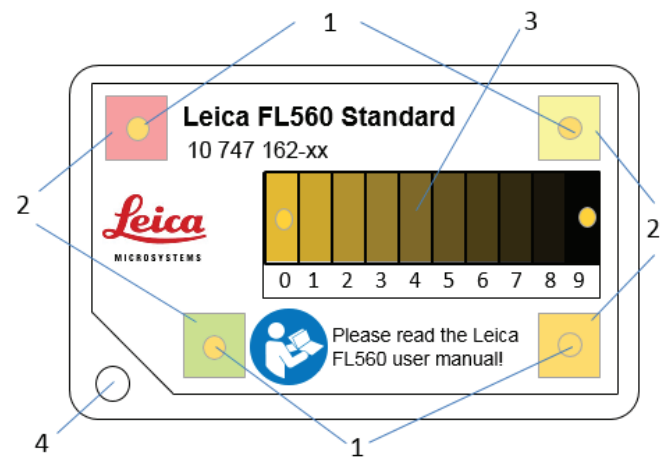 1
3
Leica FL560 Standard
10 747 162-xx
2
Leica
MICROSYSTEMS
2
0 1 2 3 4 5 6 7 8 9
Please read the Leica
FL560 user manual!
4
1